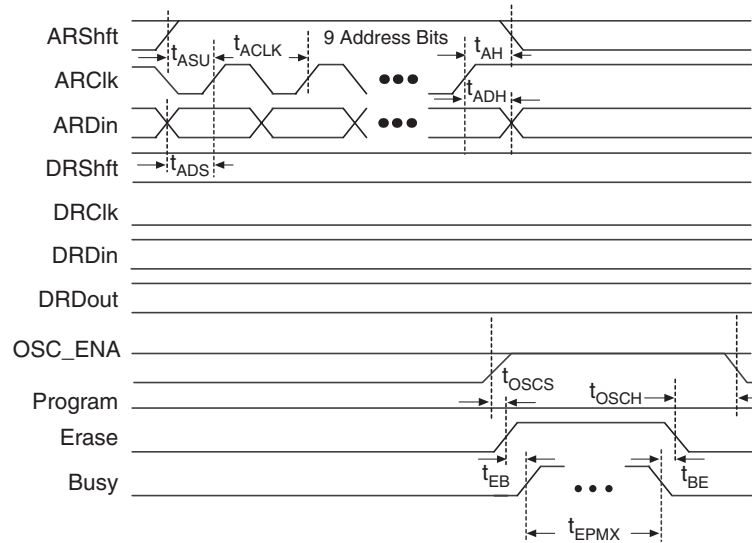 ARShft
tASU tACLK 9 Address Bits tAH
ARClk
tADH
ARDin
tADS
DRShft
DRClk
DRDin
DRDout
OSC_ENA
tOSCS tOSCH
Program
Erase
tEB tBE
Busy
tEPMX